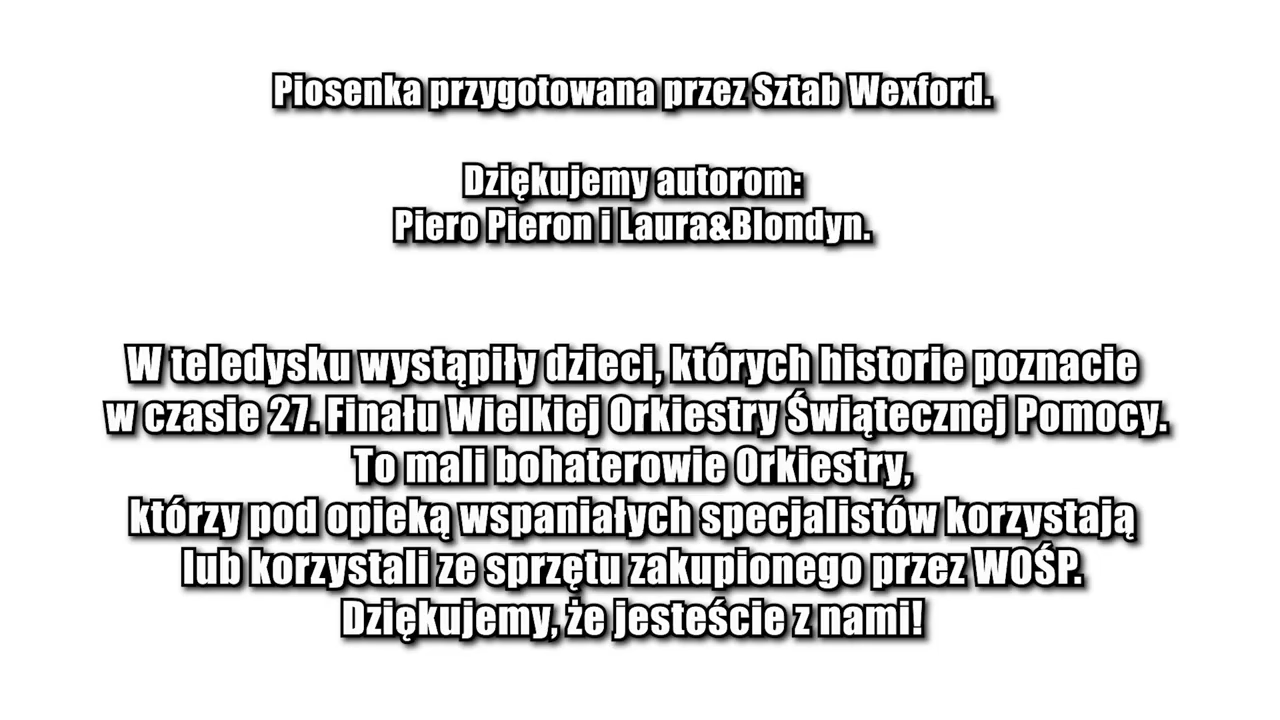 Piosenka przygotowana przez Sztab Wexford.
Dziękujemy autorom:
Piero Pieron i Laura&Blondyn.
W teledysku wystąpiły dzieci, których historie poznacie
w czasie 27. Finału Wielkiej Orkiestry Świątecznej Pomocy.
To mali bohaterowie Orkiestry,
którzy pod opieką wspaniałych specjalistów korzystają
lub korzystali ze sprzętu zakupionego przez WOŚP.
Dziękujemy, że jesteście z nami!